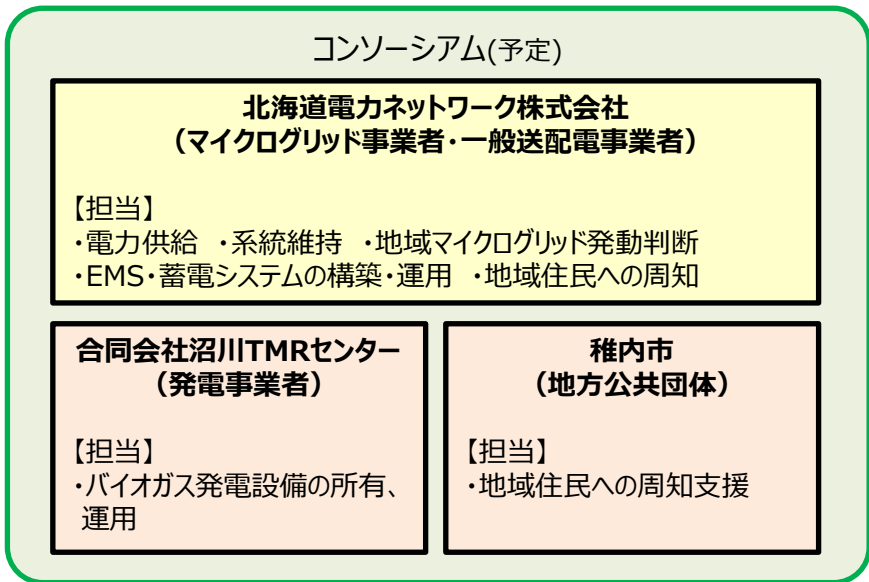 コンソーシアム(予定)
北海道電力ネットワーク株式会社
（マイクログリッド事業者・一般送配電事業者）
【担当】
・電力供給 ・系統維持 ・地域マイクログリッド発動判断
・EMS・蓄電システムの構築・運用 ・地域住民への周知
合同会社沼川TMRセンター
（発電事業者）
【担当】
・バイオガス発電設備の所有、
運用
稚内市
（地方公共団体）
【担当】
・地域住民への周知支援